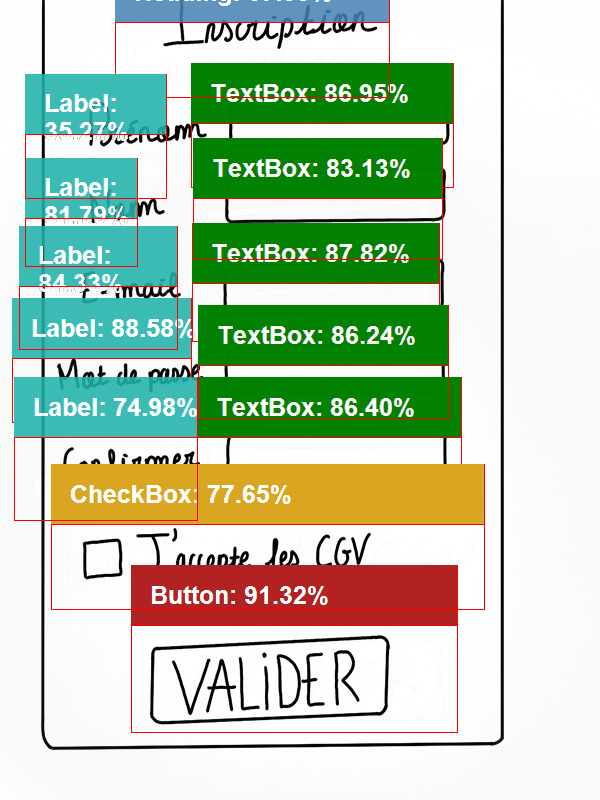 Inscription
Label: 35.27%
TextBox: 86.95%
Prénom
Label: 81.79%
TextBox: 83.13%
Nom
Label: 84.33%
TextBox: 87.82%
E-mail
Label: 88.58%
TextBox: 86.24%
Mot de passe
Label: 74.98%
TextBox: 86.40%
Confirmer
CheckBox: 77.65%
J'accepte les CGV
Button: 91.32%
VALiDER